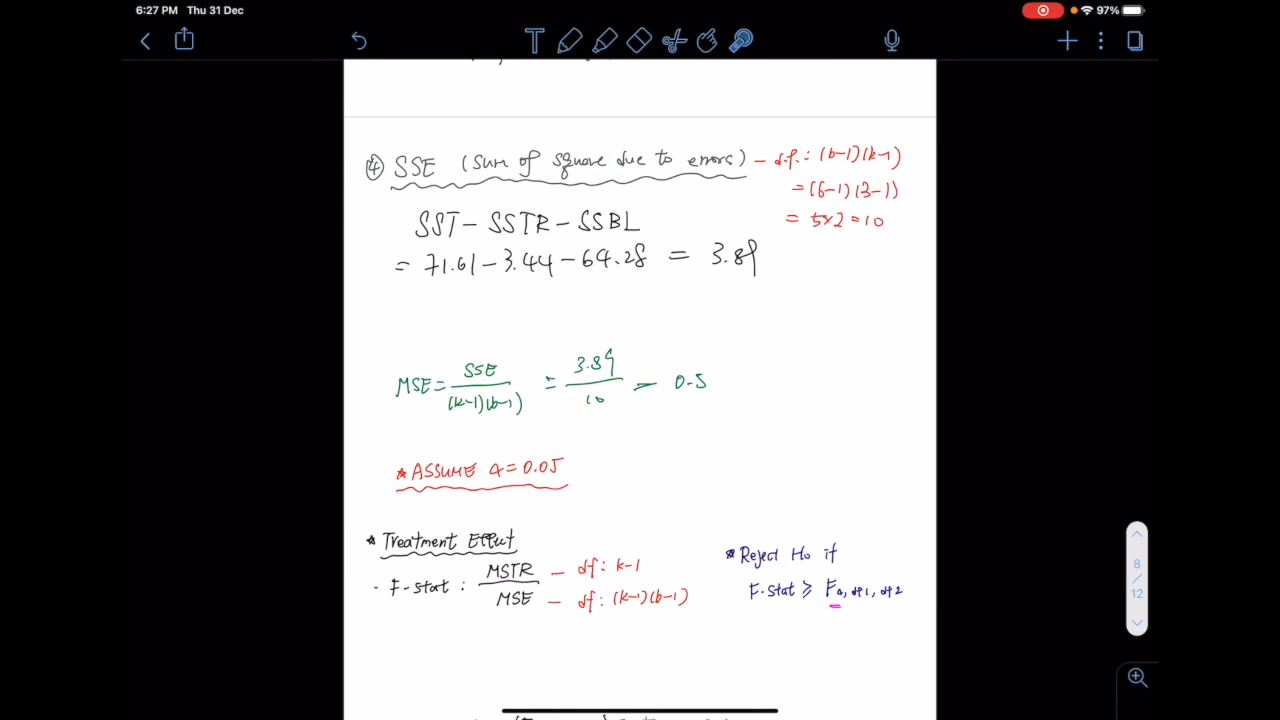 6:27 PM Thu 31 Dec
97%
④ SSE (Sum of square due to errors) - d.f.: (b-1)(k-1)
= (6-1)(3-1)
= 5×2 = 10
SST - SSTR - SSBL
= 71.61 - 3.44 - 64.28 = 3.89
MSE = SSE / (k-1)(b-1) = 3.89 / 10 = 0.5
* ASSUME α = 0.05
* Treatment Effect
- F-stat : MSTR / MSE
- df: k-1
- df: (k-1)(b-1)
* Reject Ho if
F-stat ≥ Fα, df1, df2
8
/
12